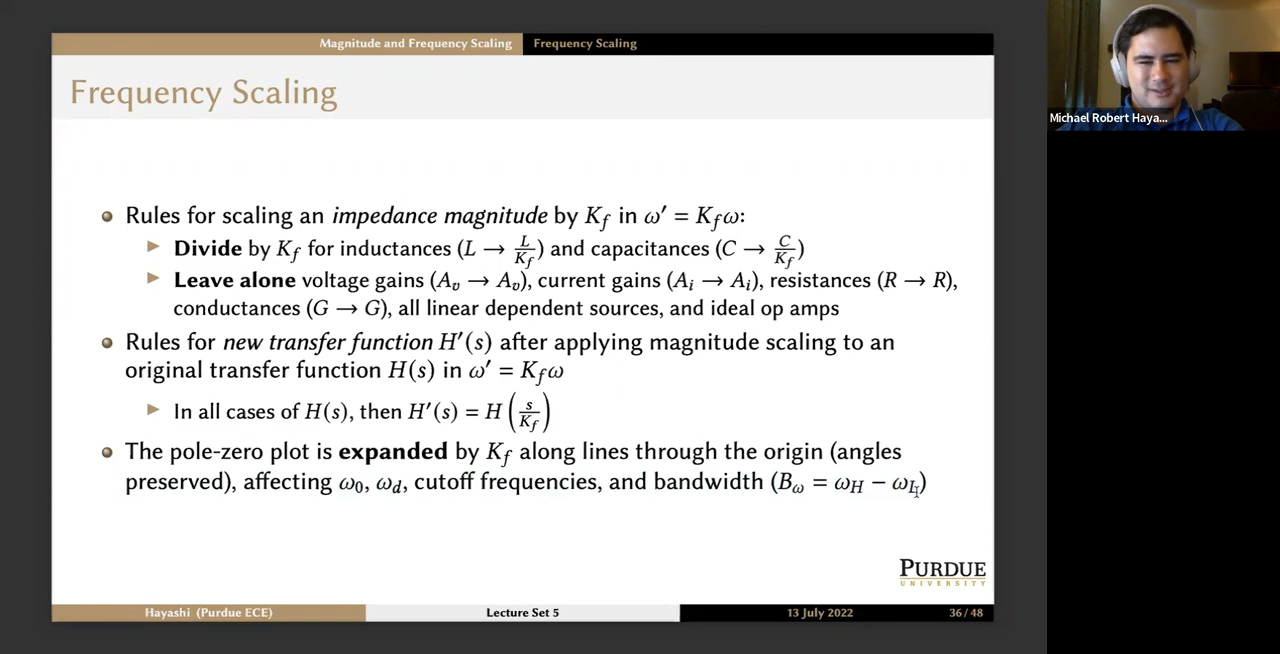 Magnitude and Frequency Scaling Frequency Scaling
Frequency Scaling
Michael Robert Haya...
Rules for scaling an impedance magnitude by K_f in ω′ = K_f ω:
Divide by K_f for inductances (L → L/K_f) and capacitances (C → C/K_f)
Leave alone voltage gains (A_v → A_v), current gains (A_i → A_i), resistances (R → R),
conductances (G → G), all linear dependent sources, and ideal op amps
Rules for new transfer function H′(s) after applying magnitude scaling to an
original transfer function H(s) in ω′ = K_f ω
In all cases of H(s), then H′(s) = H(s/K_f)
The pole-zero plot is expanded by K_f along lines through the origin (angles
preserved), affecting ω_0, ω_d, cutoff frequencies, and bandwidth (B_ω = ω_H − ω_L)
PURDUE
UNIVERSITY
Hayashi (Purdue ECE) Lecture Set 5 13 July 2022 36 / 48